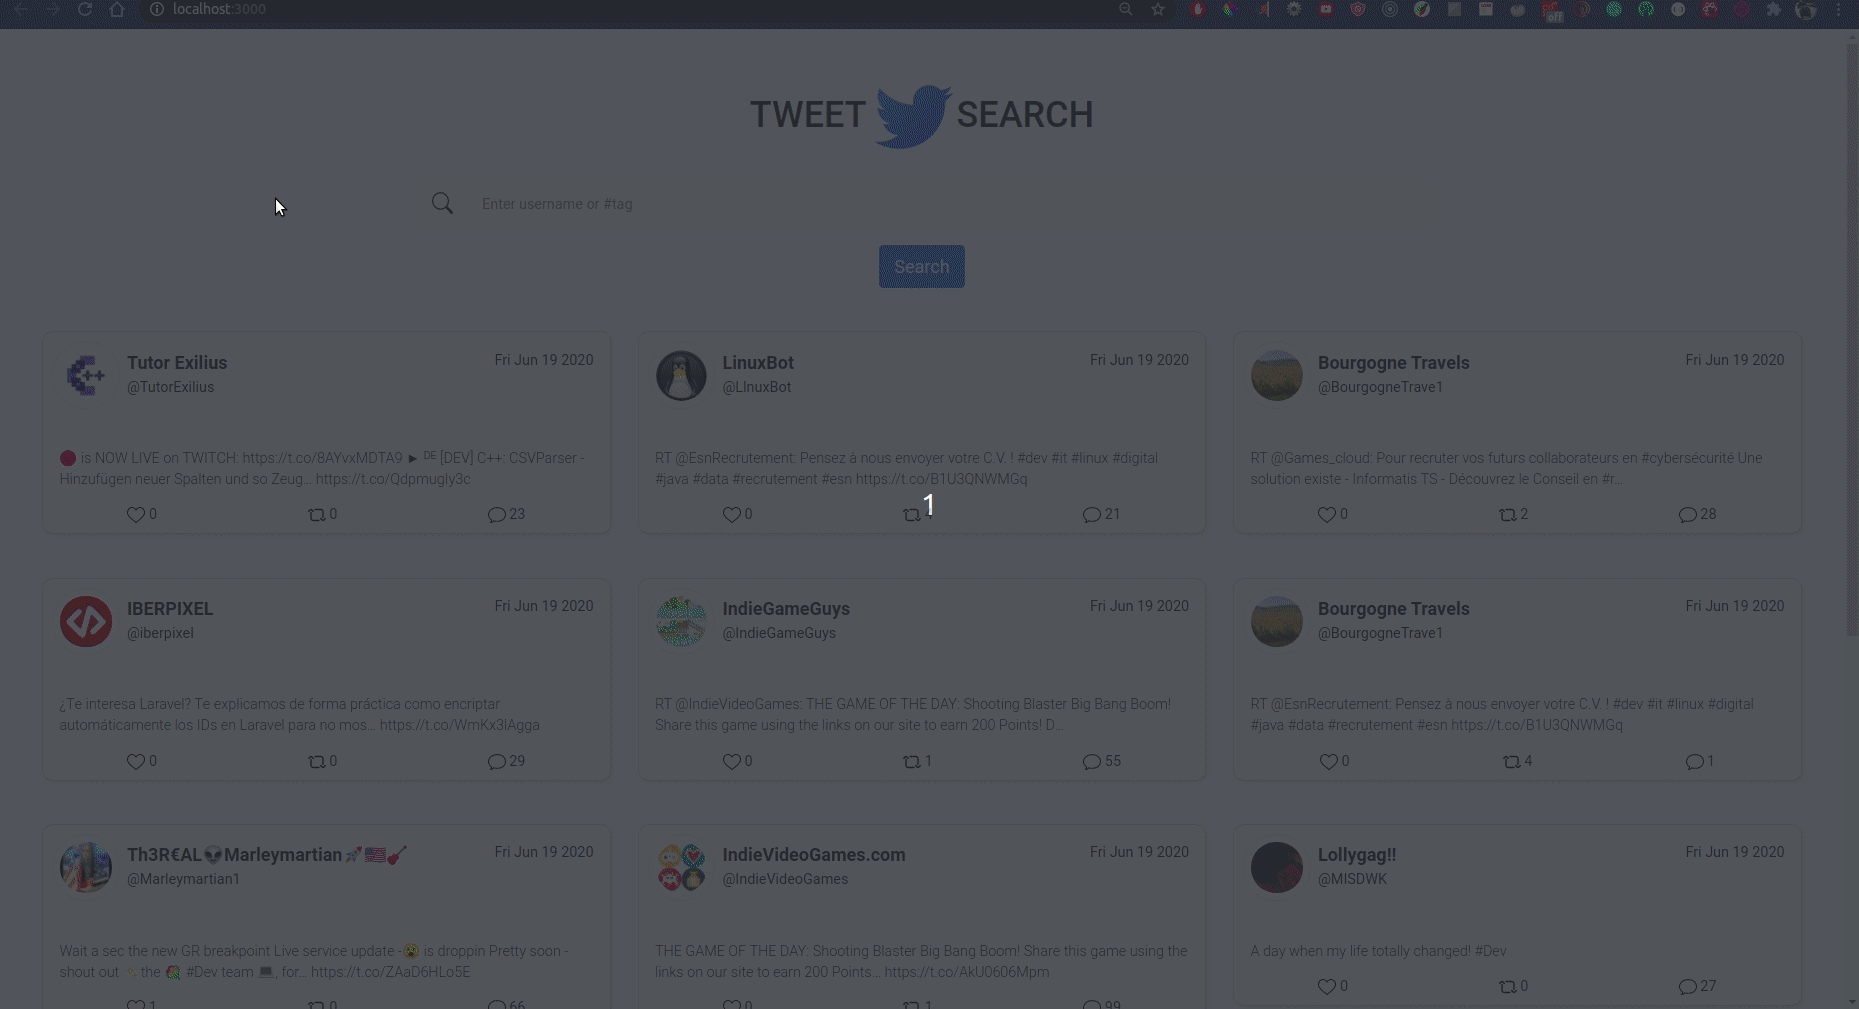 localhost:3000
off
TWEET SEARCH
Enter username or #tag
Search
Tutor Exilius
Fri Jun 19 2020
@TutorExilius
is NOW LIVE on TWITCH: https://t.co/8AYvxMDTA9 ► ᴰᴱ [DEV] C++: CSVParser -
Hinzufügen neuer Spalten und so Zeug... https://t.co/Qdpmugly3c
0 0 23
LinuxBot
Fri Jun 19 2020
@LInuxBot
RT @EsnRecrutement: Pensez à nous envoyer votre C.V. ! #dev #it #linux #digital
#java #data #recrutement #esn https://t.co/B1U3QNWMGq
0 4 21
1
Bourgogne Travels
Fri Jun 19 2020
@BourgogneTrave1
RT @Games_cloud: Pour recruter vos futurs collaborateurs en #cybersécurité Une
solution existe - Informatis TS - Découvrez le Conseil en #r...
0 2 28
IBERPIXEL
Fri Jun 19 2020
@iberpixel
¿Te interesa Laravel? Te explicamos de forma práctica como encriptar
automáticamente los IDs en Laravel para no mos... https://t.co/WmKx3lAgga
0 0 29
IndieGameGuys
Fri Jun 19 2020
@IndieGameGuys
RT @IndieVideoGames: THE GAME OF THE DAY: Shooting Blaster Big Bang Boom!
Share this game using the links on our site to earn 200 Points! D...
0 1 55
Bourgogne Travels
Fri Jun 19 2020
@BourgogneTrave1
RT @EsnRecrutement: Pensez à nous envoyer votre C.V. ! #dev #it #linux #digital
#java #data #recrutement #esn https://t.co/B1U3QNWMGq
0 4 1
Th3R€AL👽Marleymartian🚀🇺🇸🎸
Fri Jun 19 2020
@Marleymartian1
Wait a sec the new GR breakpoint Live service update -😮 is droppin Pretty soon -
shout out the #Dev team 💻, for... https://t.co/ZAaD6HLo5E
1 0 66
IndieVideoGames.com
Fri Jun 19 2020
@IndieVideoGames
THE GAME OF THE DAY: Shooting Blaster Big Bang Boom! Share this game using the
links on our site to earn 200 Points... https://t.co/AkU0606Mpm
0 1 99
Lollygag!!
Fri Jun 19 2020
@MISDWK
A day when my life totally changed! #Dev
0 0 27